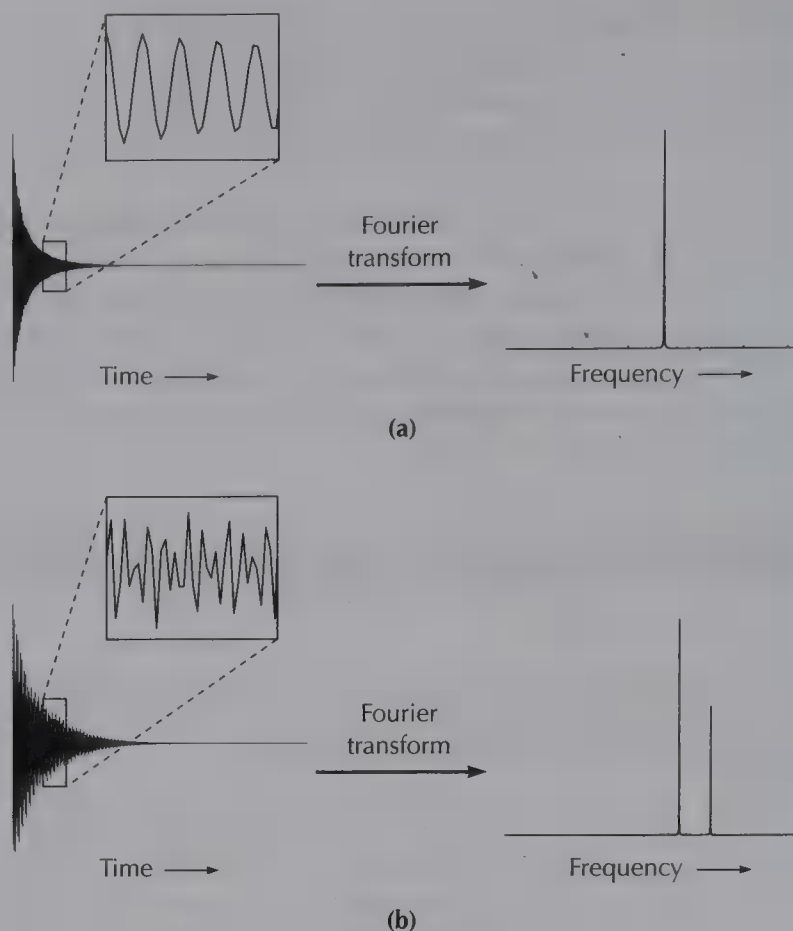 Fourier
transform
Time
Frequency
(a)
Fourier
transform
Time
Frequency
(b)